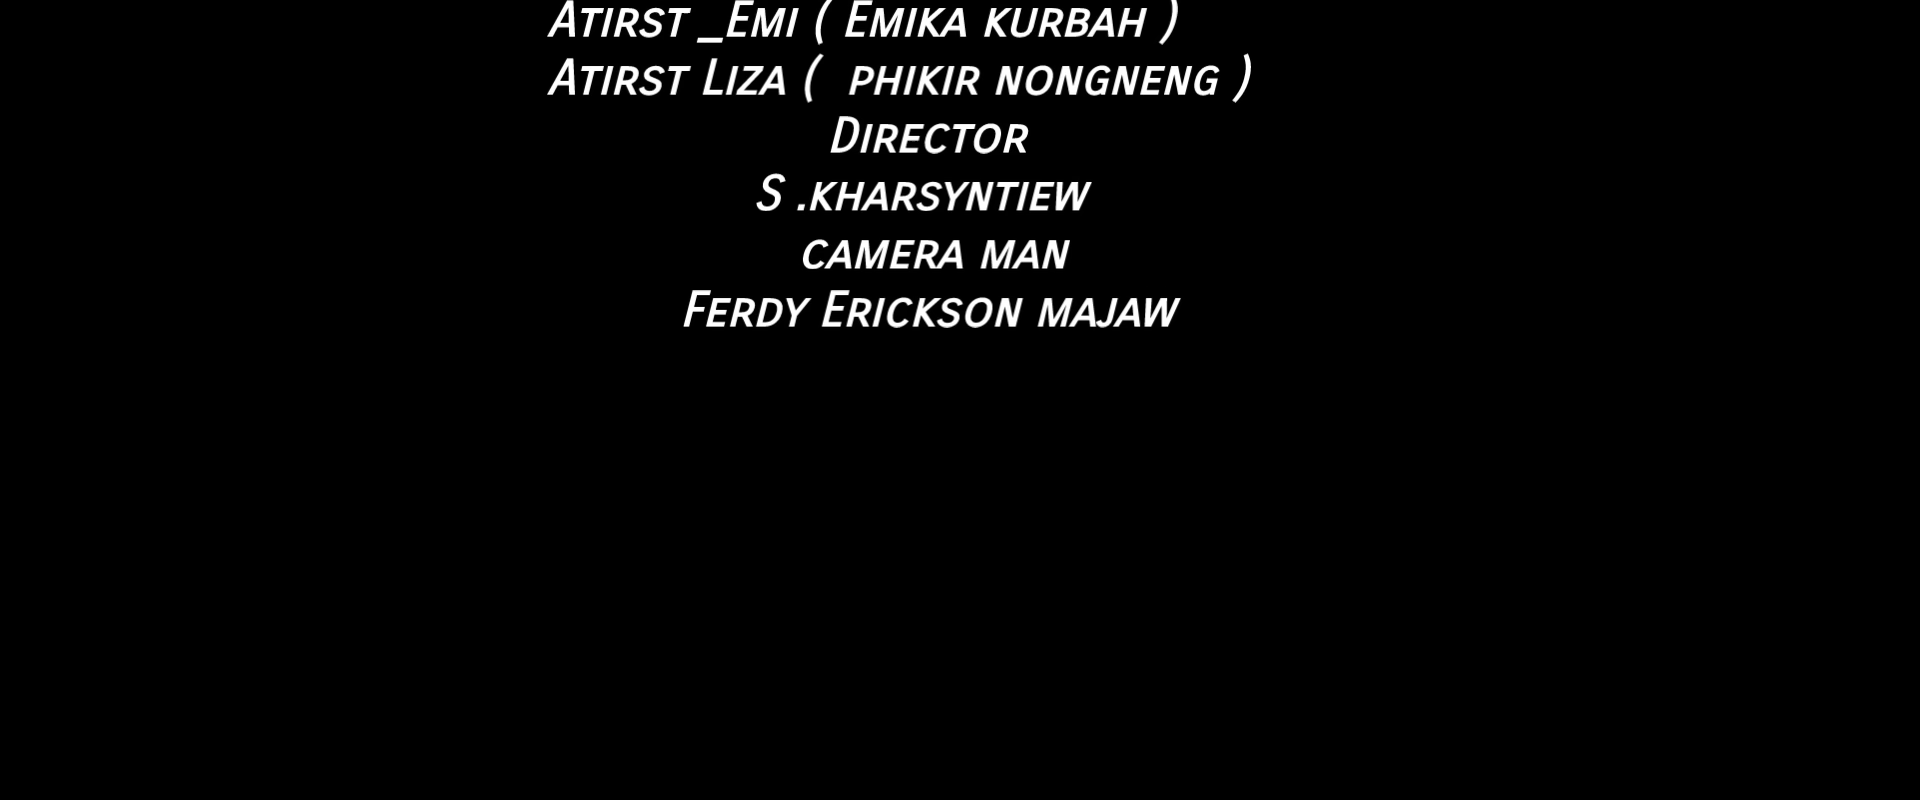 Atirst _Emi ( Emika kurbah )
Atirst Liza (  phikir nongneng )
Director
S .kharsyntiew
camera man
Ferdy Erickson majaw